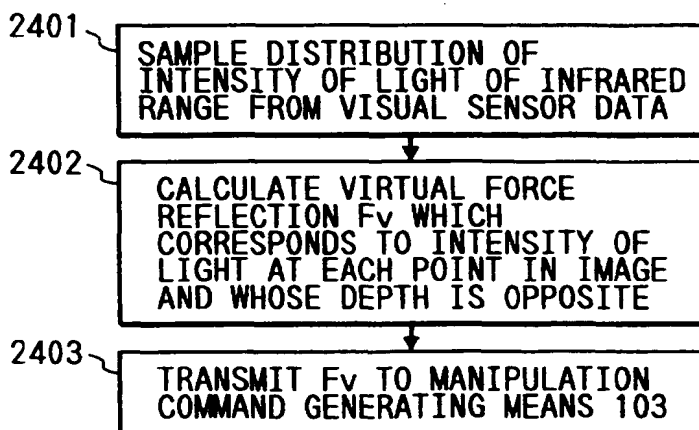 2401
SAMPLE DISTRIBUTION OF
INTENSITY OF LIGHT OF INFRARED
RANGE FROM VISUAL SENSOR DATA
2402
CALCULATE VIRTUAL FORCE
REFLECTION Fv WHICH
CORRESPONDS TO INTENSITY OF
LIGHT AT EACH POINT IN IMAGE
AND WHOSE DEPTH IS OPPOSITE
2403
TRANSMIT Fv TO MANIPULATION
COMMAND GENERATING MEANS 103